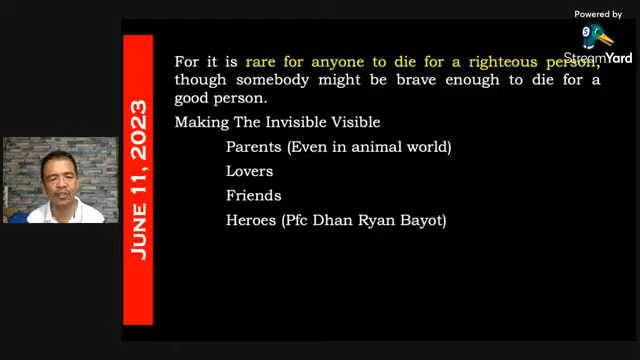 Powered by
StreamYard
For it is rare for anyone to die for a righteous person,
though somebody might be brave enough to die for a
good person.
Making The Invisible Visible
Parents (Even in animal world)
Lovers
Friends
Heroes (Pfc Dhan Ryan Bayot)
June 11, 2023